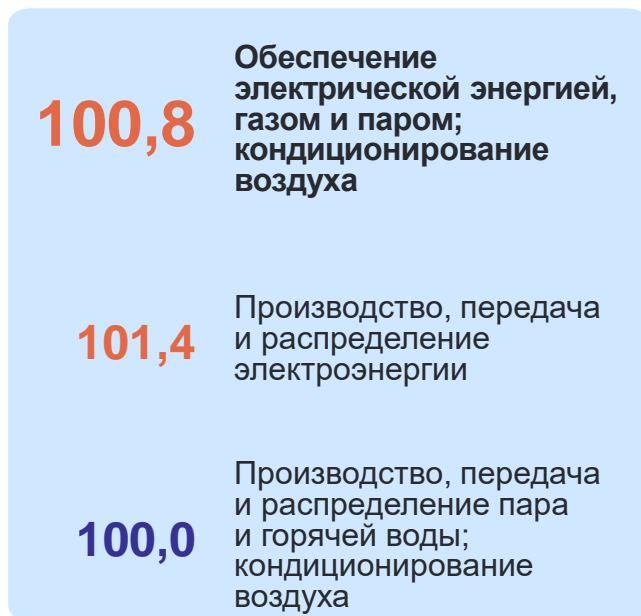 100,8
Обеспечение
электрической энергией,
газом и паром;
кондиционирование
воздуха
101,4
Производство, передача
и распределение
электроэнергии
100,0
Производство, передача
и распределение пара
и горячей воды;
кондиционирование
воздуха